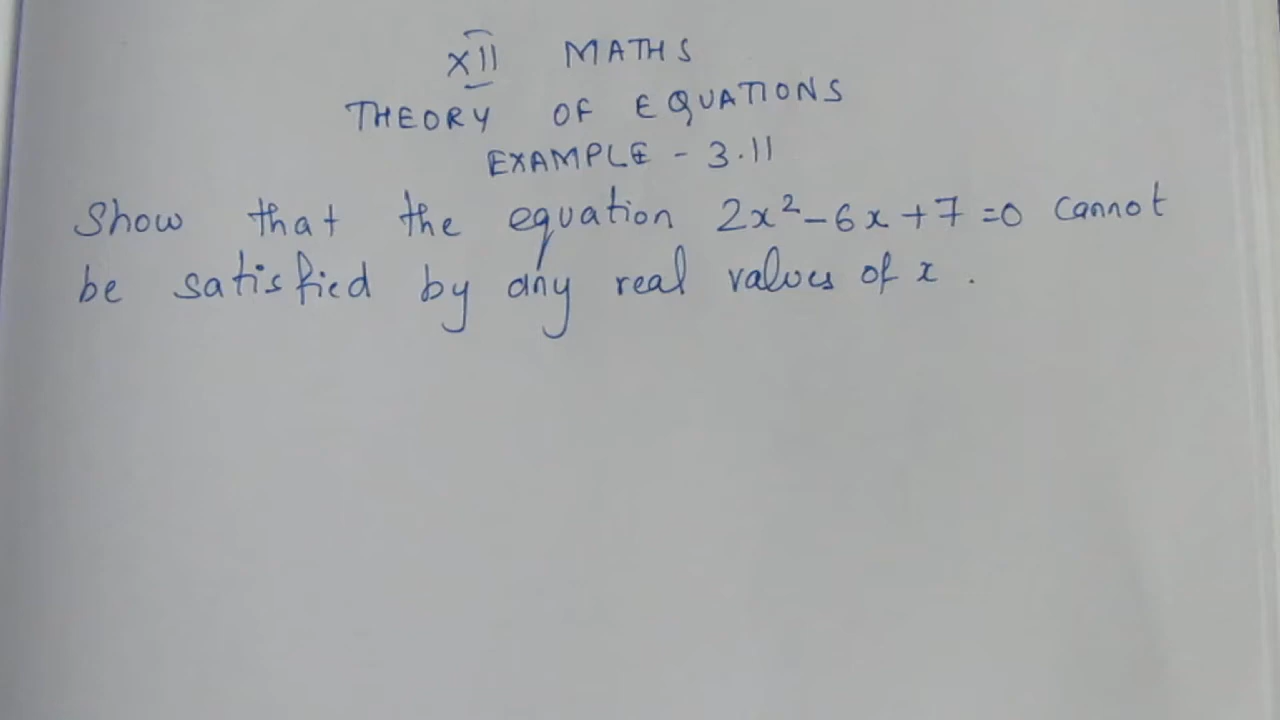 XII MATHS
THEORY OF EQUATIONS
EXAMPLE - 3.11
Show that the equation 2x² - 6x + 7 = 0 cannot
be satisfied by any real values of x.